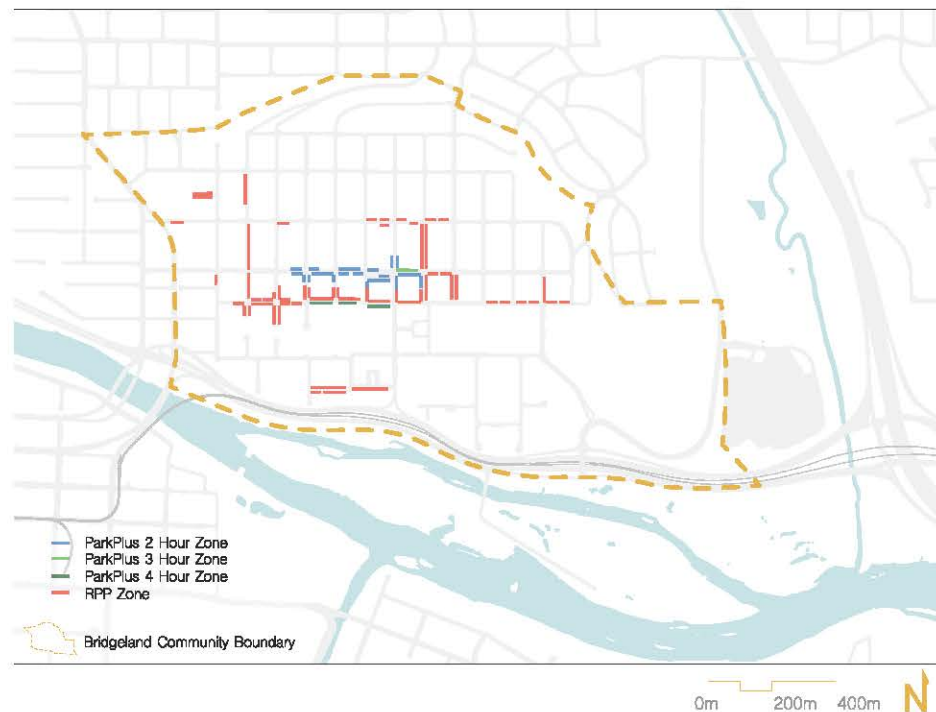 ParkPlus 2 Hour Zone
ParkPlus 3 Hour Zone
ParkPlus 4 Hour Zone
RPP Zone
Bridgeland Community Boundary
0m 200m 400m N